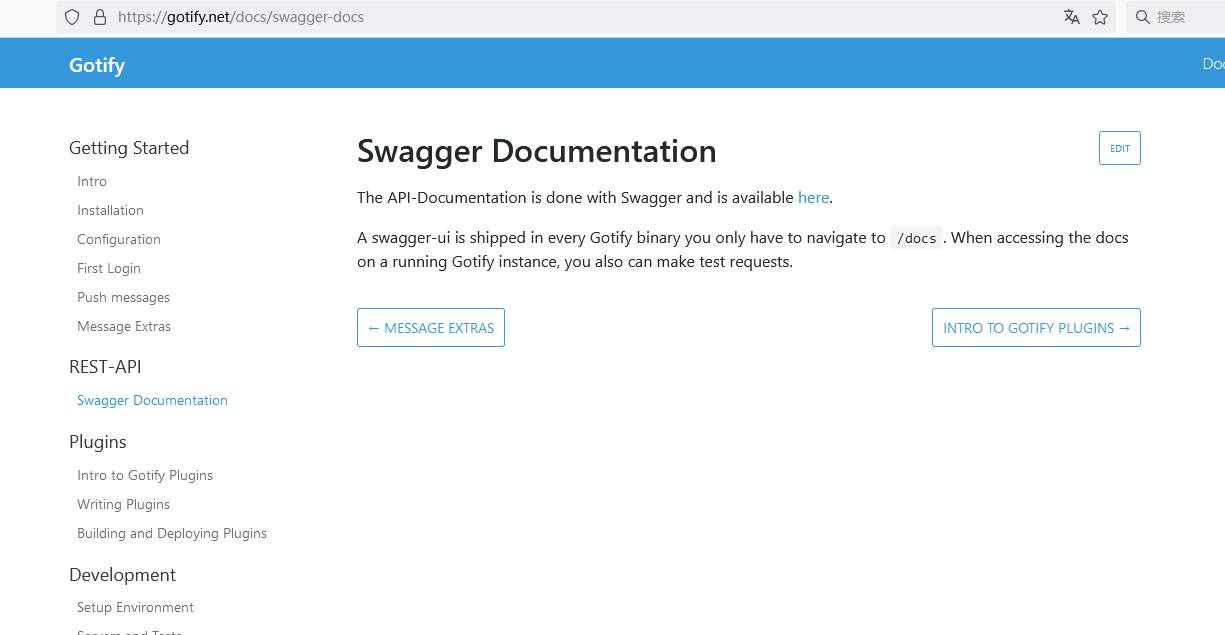 https://gotify.net/docs/swagger-docs
搜索
Gotify
Getting Started
Intro
Installation
Configuration
First Login
Push messages
Message Extras
REST-API
Swagger Documentation
Plugins
Intro to Gotify Plugins
Writing Plugins
Building and Deploying Plugins
Development
Setup Environment
Swagger Documentation
EDIT
The API-Documentation is done with Swagger and is available here.
A swagger-ui is shipped in every Gotify binary you only have to navigate to /docs. When accessing the docs
on a running Gotify instance, you also can make test requests.
← MESSAGE EXTRAS
INTRO TO GOTIFY PLUGINS →